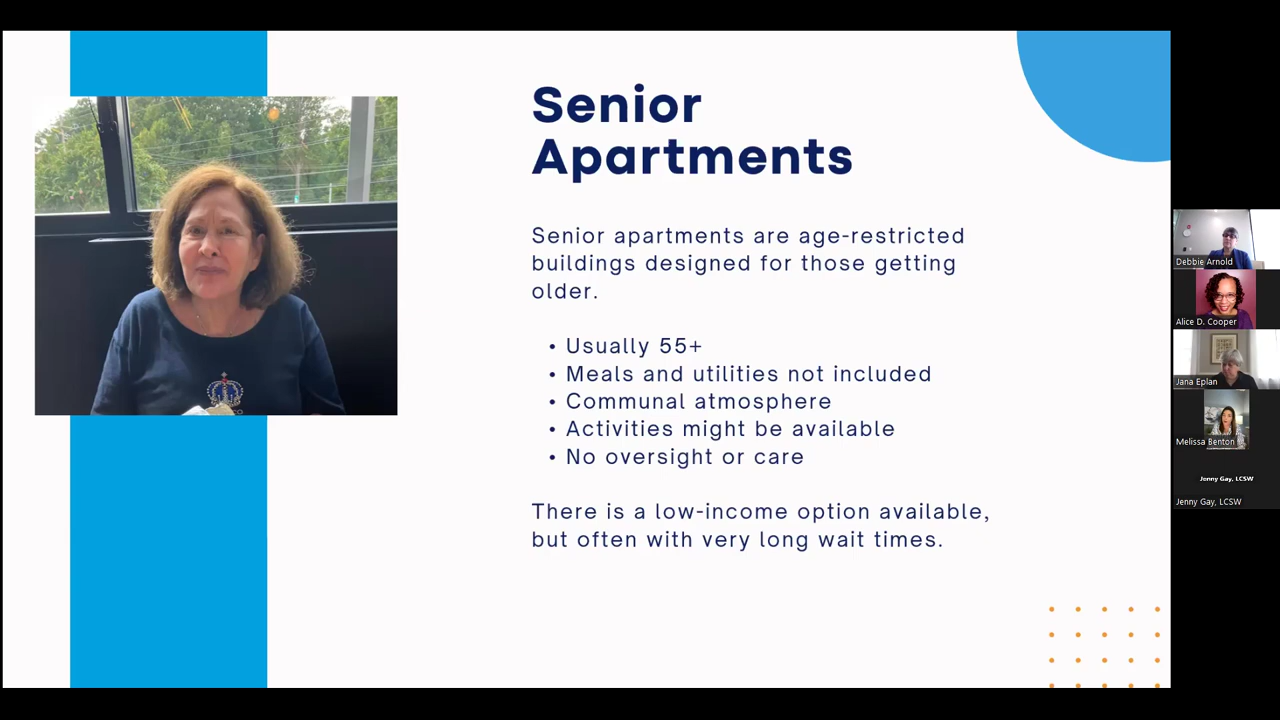 Senior
Apartments
Senior apartments are age-restricted
buildings designed for those getting
older.
• Usually 55+
• Meals and utilities not included
• Communal atmosphere
• Activities might be available
• No oversight or care
There is a low-income option available,
but often with very long wait times.
Debbie Arnold
Alice D. Cooper
Jana Eplan
Melissa Benton
Jenny Gay, LCSW
Jenny Gay, LCSW